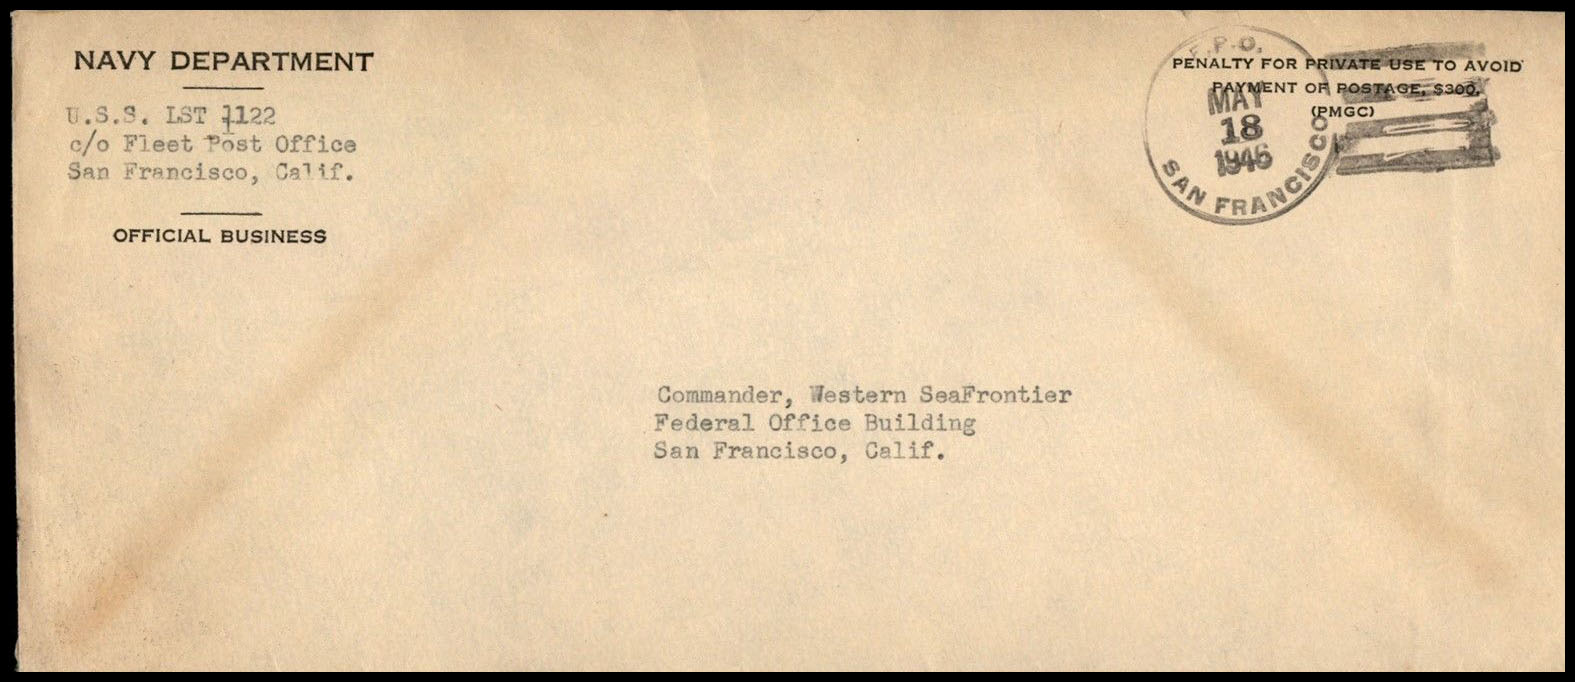 NAVY DEPARTMENT
U.S.S. LST 1122
c/o Fleet Post Office
San Francisco, Calif.
OFFICIAL BUSINESS
F.P.O.
MAY
18
1946
SAN FRANCISCO
PENALTY FOR PRIVATE USE TO AVOID
PAYMENT OF POSTAGE, $300.
(PMGC)
Commander, Western SeaFrontier
Federal Office Building
San Francisco, Calif.